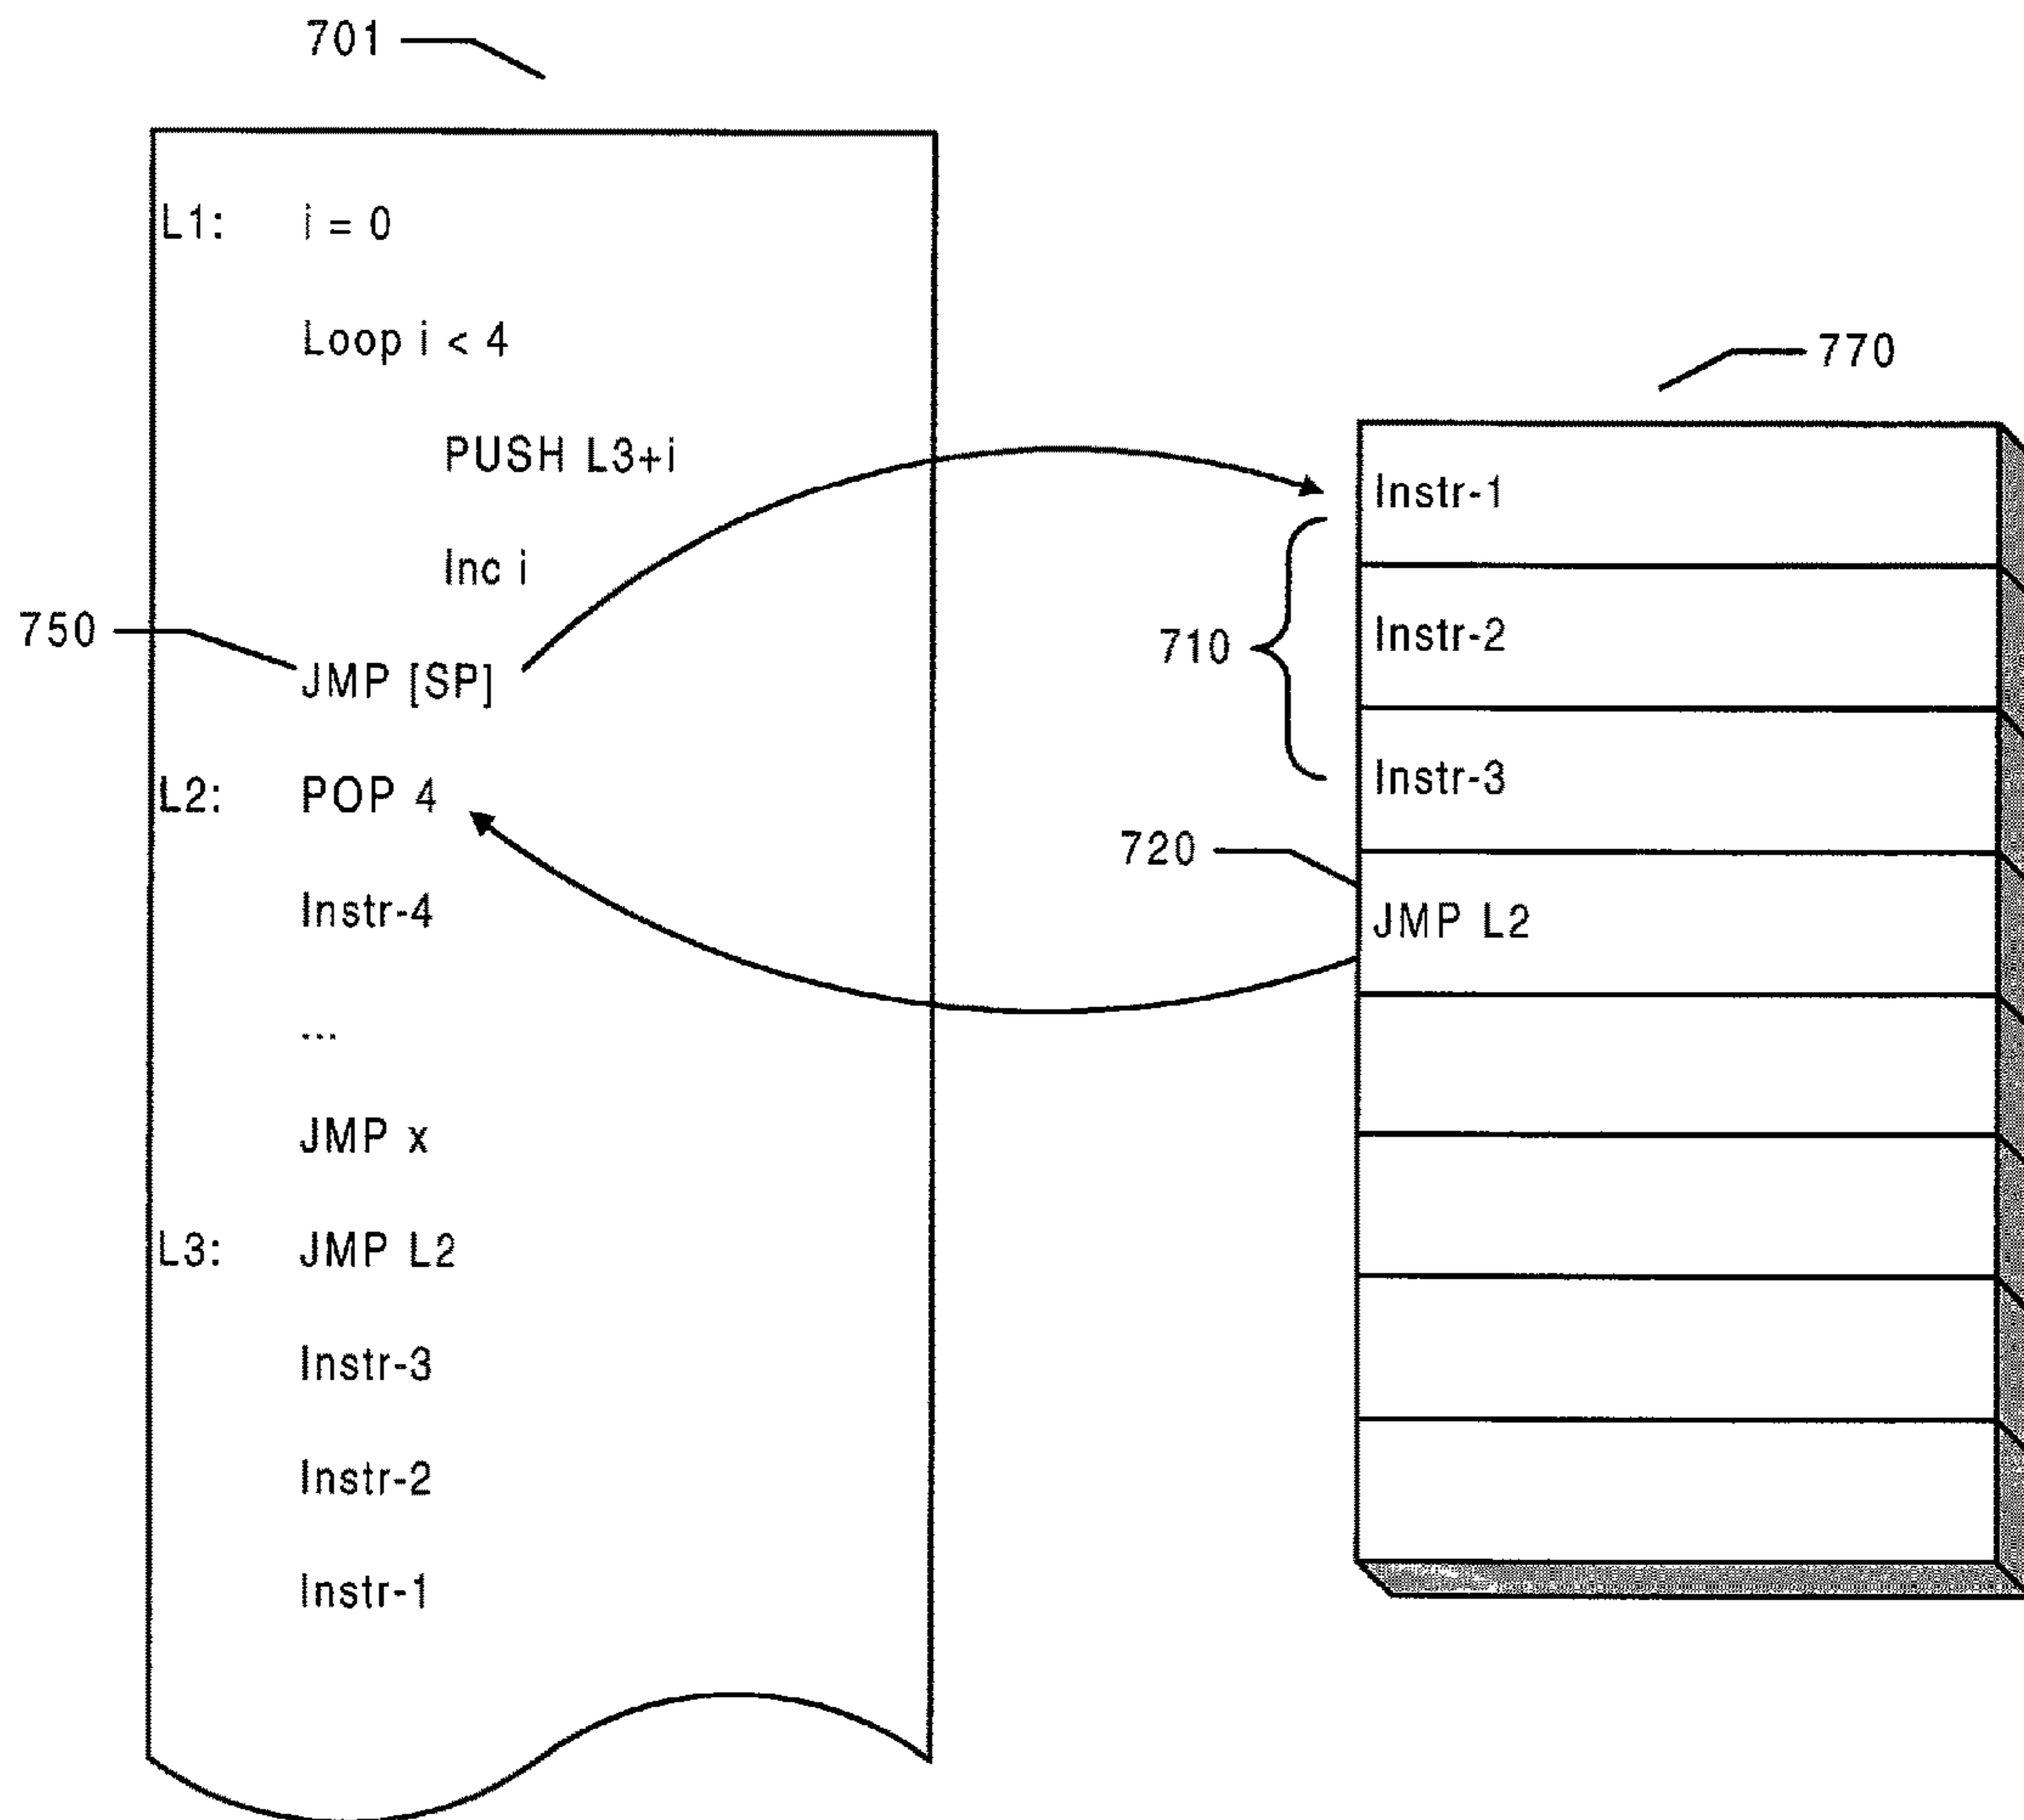 701
L1: i = 0
Loop i < 4
PUSH L3+i
Inc i
750
JMP [SP]
L2: POP 4
Instr-4
...
JMP x
L3: JMP L2
Instr-3
Instr-2
Instr-1
770
Instr-1
710
Instr-2
Instr-3
720
JMP L2